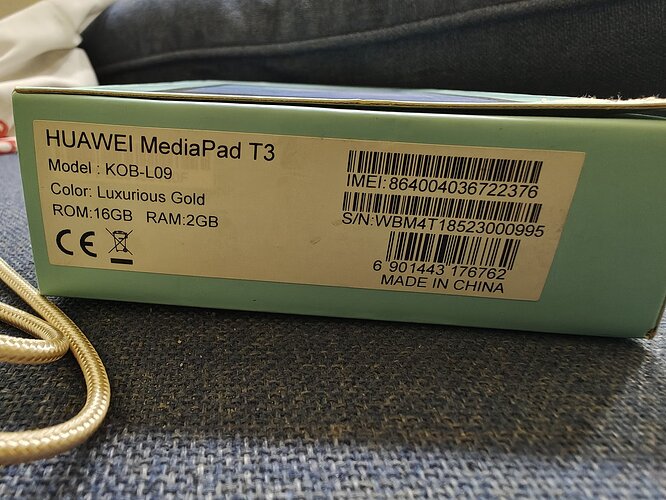 HUAWEI MediaPad T3
Model : KOB-L09
Color: Luxurious Gold
ROM:16GB RAM:2GB
CE
IMEI:864004036722376
S/N:WBM4T18523000995
6 901443 176762
MADE IN CHINA